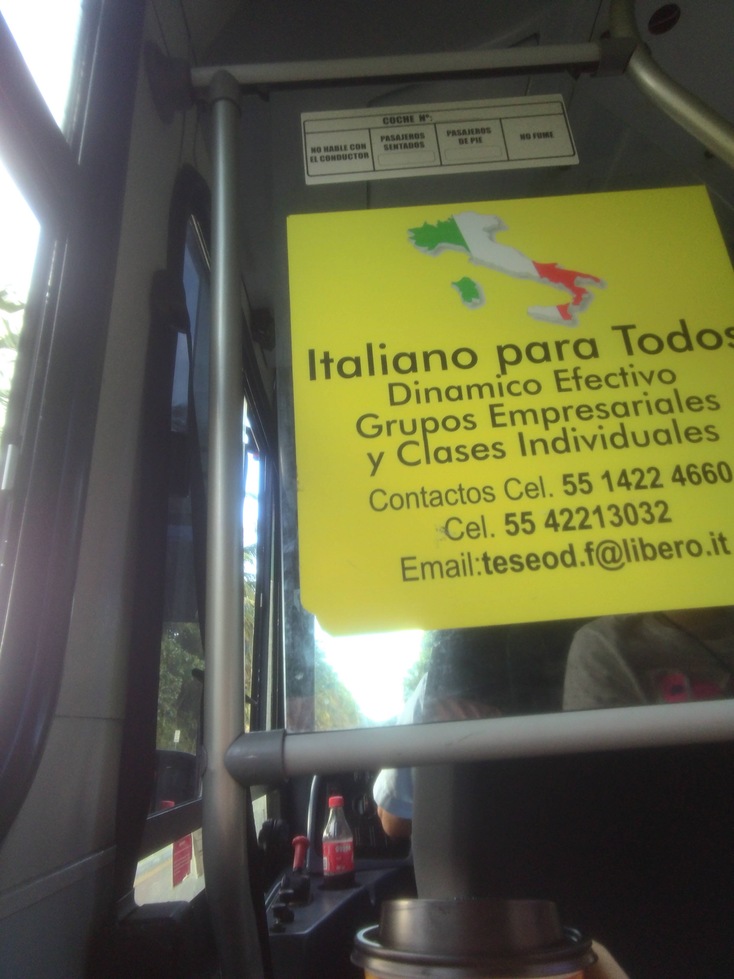 COCHE Nº:
NO HABLE CON
EL CONDUCTOR
PASAJEROS
SENTADOS
PASAJEROS
DE PIE
NO FUME
Italiano para Todos
Dinamico Efectivo
Grupos Empresariales
y Clases Individuales
Contactos Cel. 55 1422 4660
Cel. 55 42213032
Email:teseod.f@libero.it